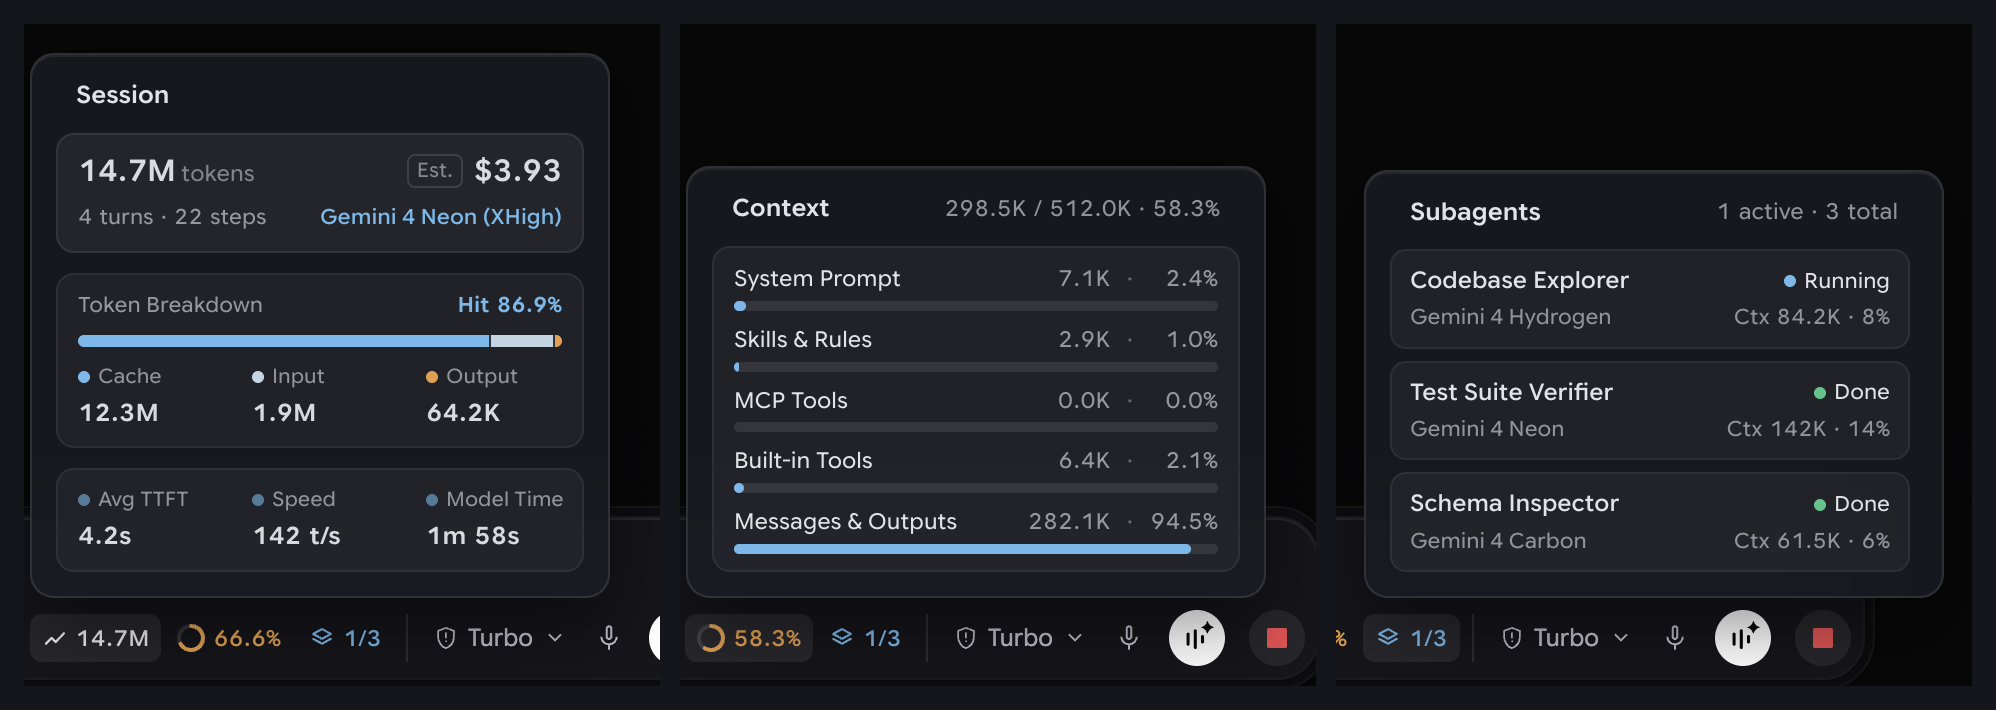 Session
14.7M tokens Est. $3.93
4 turns · 22 steps Gemini 4 Neon (XHigh)
Token Breakdown Hit 86.9%
Cache Input Output
12.3M 1.9M 64.2K
Avg TTFT Speed Model Time
4.2s 142 t/s 1m 58s
14.7M 66.6% 1/3 Turbo
Context 298.5K / 512.0K · 58.3%
System Prompt 7.1K · 2.4%
Skills & Rules 2.9K · 1.0%
MCP Tools 0.0K · 0.0%
Built-in Tools 6.4K · 2.1%
Messages & Outputs 282.1K · 94.5%
58.3% 1/3 Turbo
Subagents 1 active · 3 total
Codebase Explorer Running
Gemini 4 Hydrogen Ctx 84.2K · 8%
Test Suite Verifier Done
Gemini 4 Neon Ctx 142K · 14%
Schema Inspector Done
Gemini 4 Carbon Ctx 61.5K · 6%
% 1/3 Turbo